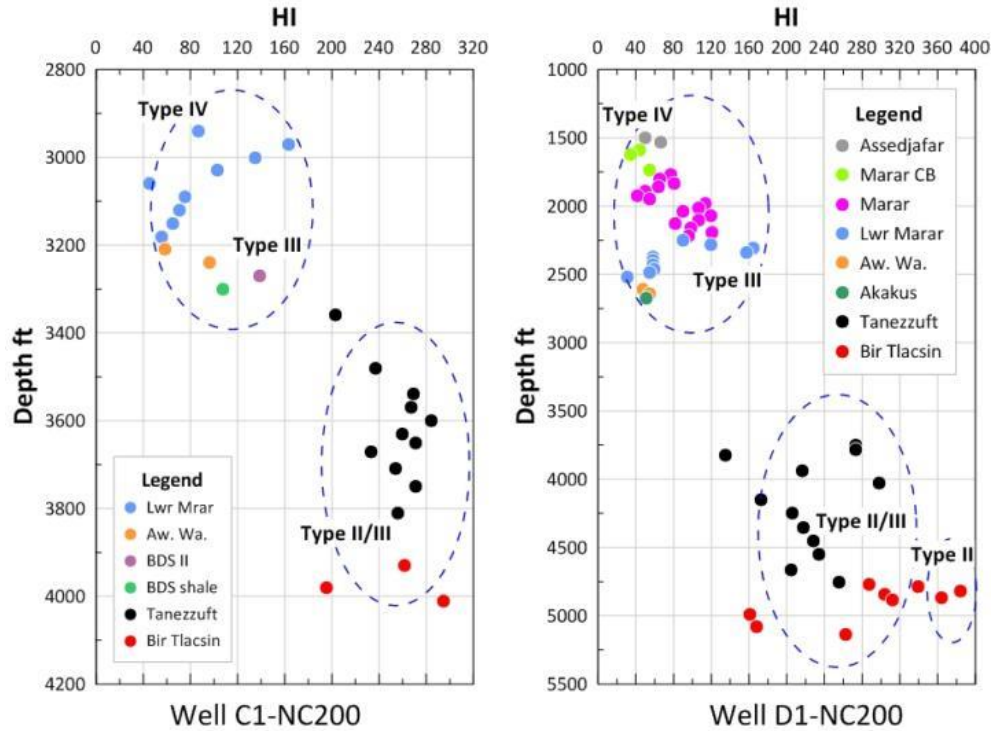 HI
0 40 80 120 160 200 240 280 320
2800
3000
3200
3400
3600
3800
4000
4200
Depth ft
Type IV
Type III
Type II/III
Legend
Lwr Mrar
Aw. Wa.
BDS II
BDS shale
Tanezzuft
Bir Tlacsin
Well C1-NC200
HI
0 40 80 120 160 200 240 280 320 360 400
1000
1500
2000
2500
3000
3500
4000
4500
5000
5500
Depth ft
Type IV
Type III
Type II/III
Type II
Legend
Assedjafar
Marar CB
Marar
Lwr Marar
Aw. Wa.
Akakus
Tanezzuft
Bir Tlacsin
Well D1-NC200